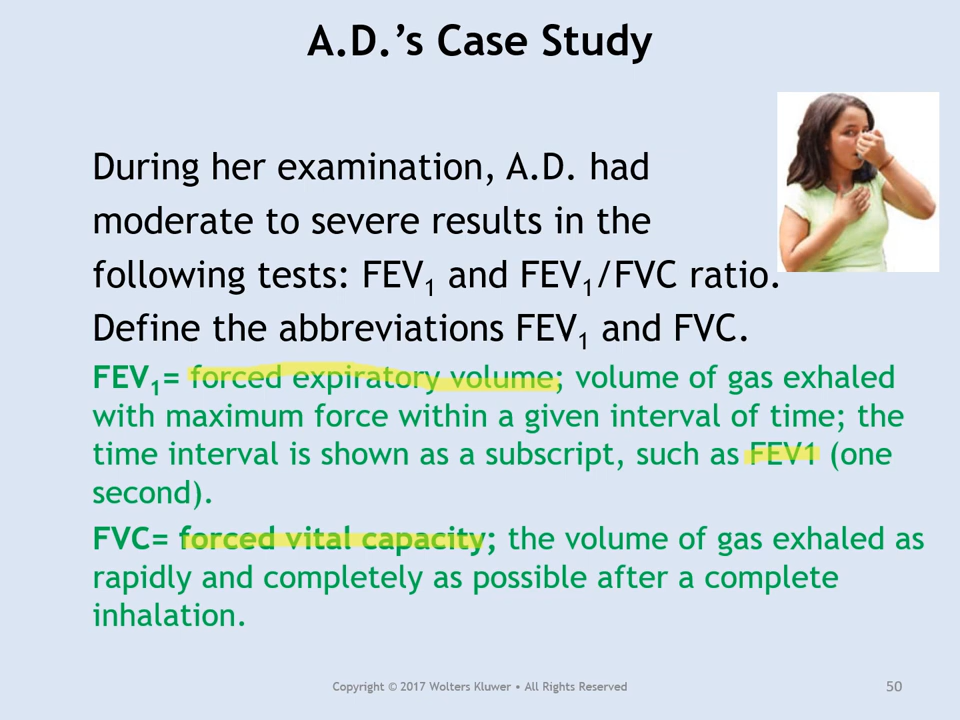 A.D.’s Case Study
During her examination, A.D. had
moderate to severe results in the
following tests: FEV₁ and FEV₁/FVC ratio.
Define the abbreviations FEV₁ and FVC.
FEV₁= forced expiratory volume; volume of gas exhaled
with maximum force within a given interval of time; the
time interval is shown as a subscript, such as FEV1 (one
second).
FVC= forced vital capacity; the volume of gas exhaled as
rapidly and completely as possible after a complete
inhalation.
Copyright © 2017 Wolters Kluwer • All Rights Reserved
50